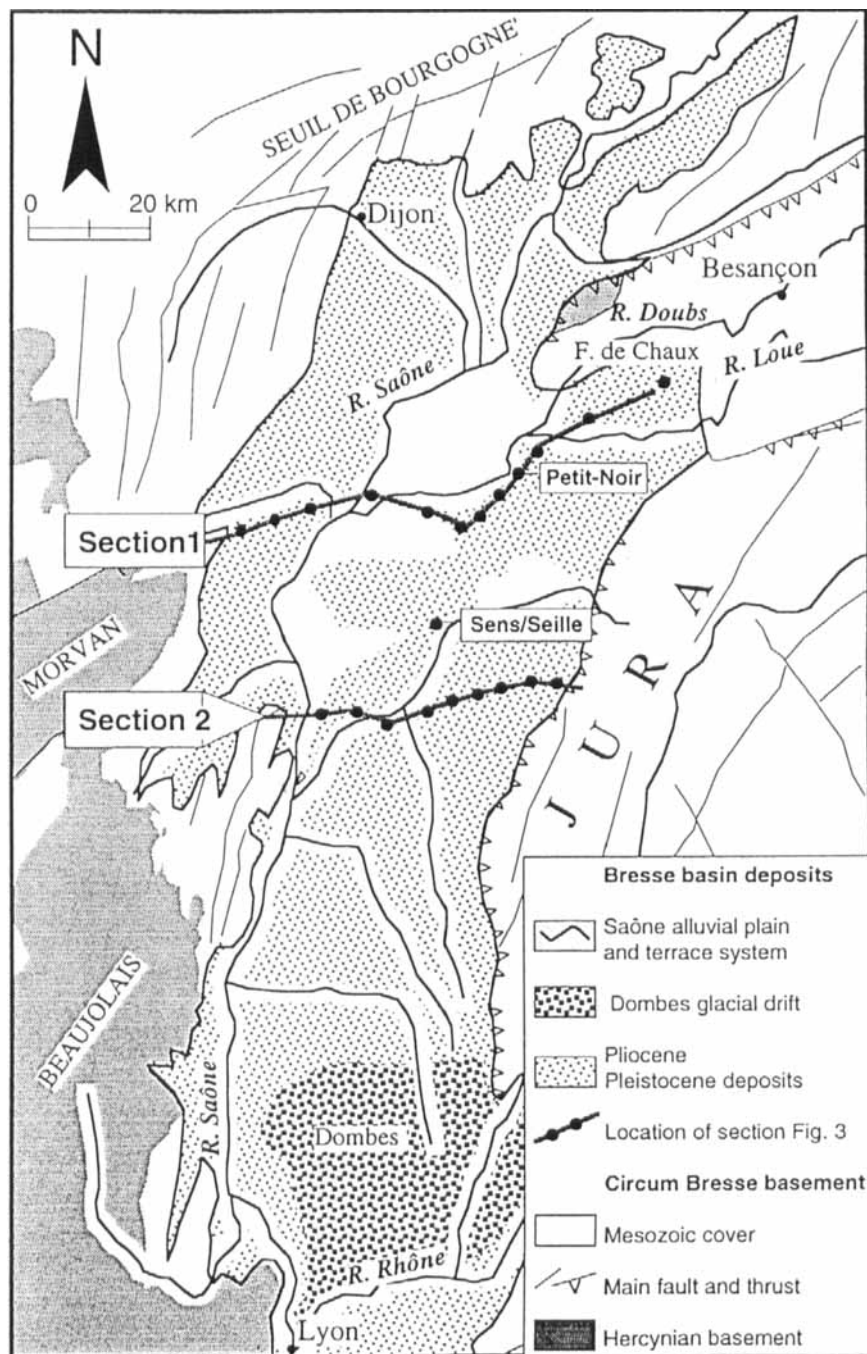 N
SEUIL DE BOURGOGNE
0 20 km
Dijon
Besançon
R. Doubs
F. de Chaux
R. Loue
R. Saône
Petit-Noir
Section1
MORVAN
Sens/Seille
Section 2
JURA
BEAUJOLAIS
R. Saône
Dombes
R. Rhône
Lyon
Bresse basin deposits
Saône alluvial plain
and terrace system
Dombes glacial drift
Pliocene
Pleistocene deposits
Location of section Fig. 3
Circum Bresse basement
Mesozoic cover
Main fault and thrust
Hercynian basement